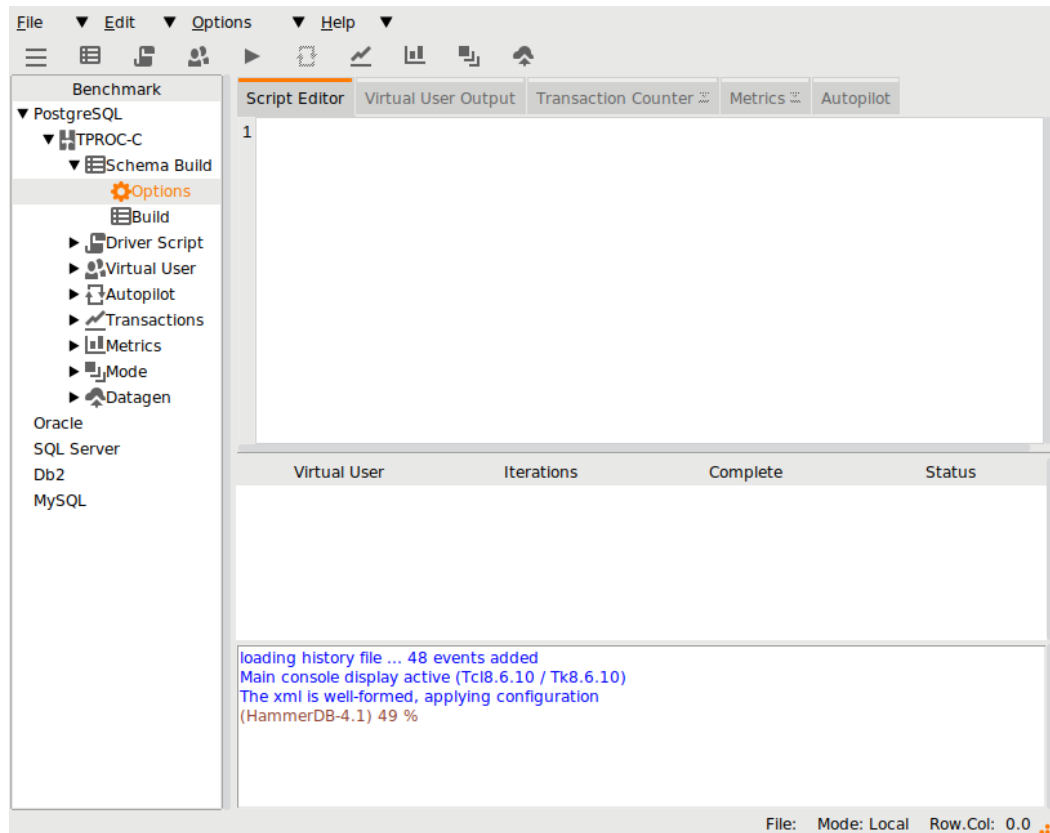 File Edit Options Help
Benchmark
Script Editor Virtual User Output Transaction Counter Metrics Autopilot
PostgreSQL
TPROC-C
Schema Build
Options
Build
Driver Script
Virtual User
Autopilot
Transactions
Metrics
Mode
Datagen
Oracle
SQL Server
Db2
MySQL
1
Virtual User Iterations Complete Status
loading history file ... 48 events added
Main console display active (Tcl8.6.10 / Tk8.6.10)
The xml is well-formed, applying configuration
(HammerDB-4.1) 49 %
File: Mode: Local Row.Col: 0.0